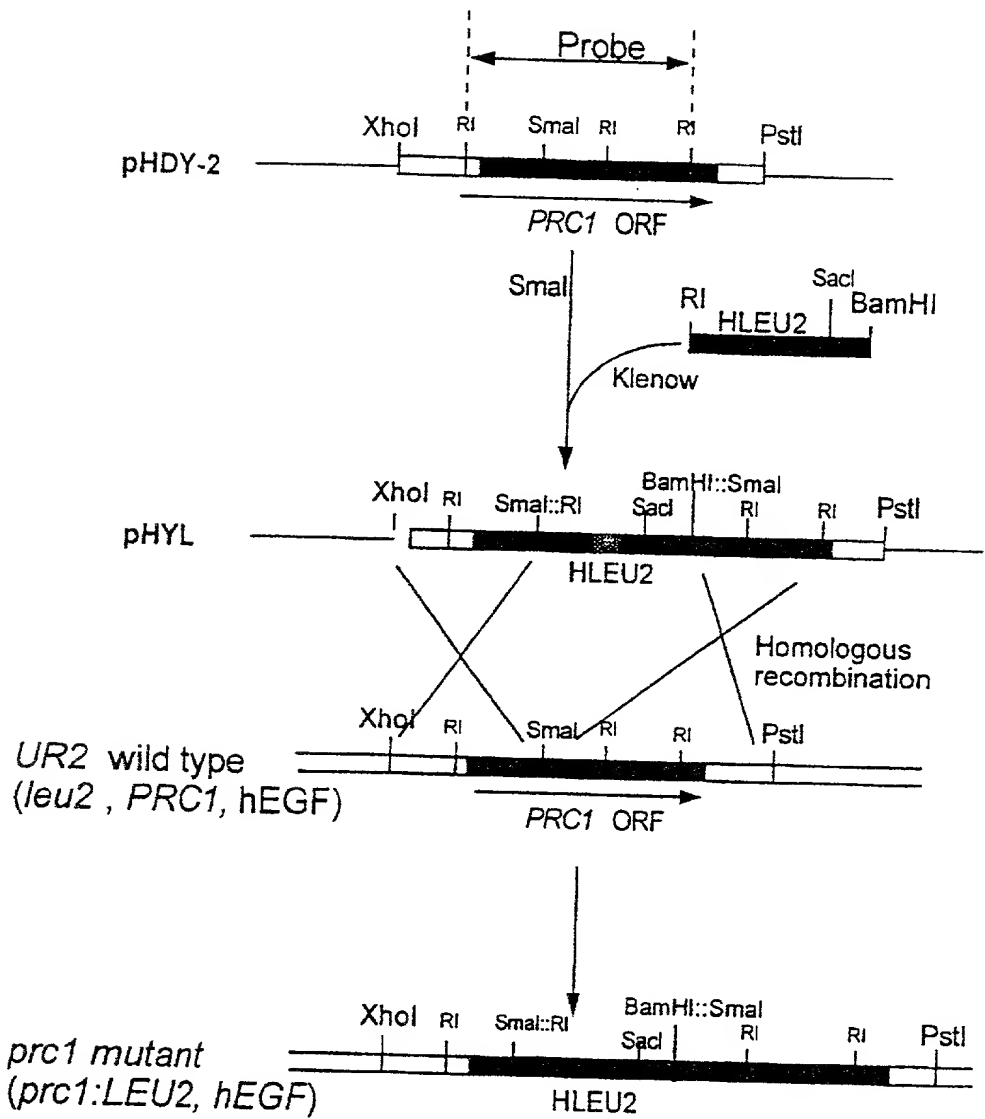 Probe
XhoI RI SmaI RI RI PstI
pHDY-2
PRC1 ORF
SmaI
RI HLEU2 SacI BamHI
Klenow
XhoI RI SmaI::RI SacI BamHI::SmaI RI RI PstI
pHYL
HLEU2
Homologous
recombination
XhoI RI SmaI RI RI PstI
UR2 wild type
(leu2 , PRC1, hEGF)
PRC1 ORF
XhoI RI SmaI::RI SacI BamHI::SmaI RI RI PstI
prc1 mutant
(prc1:LEU2, hEGF)
HLEU2